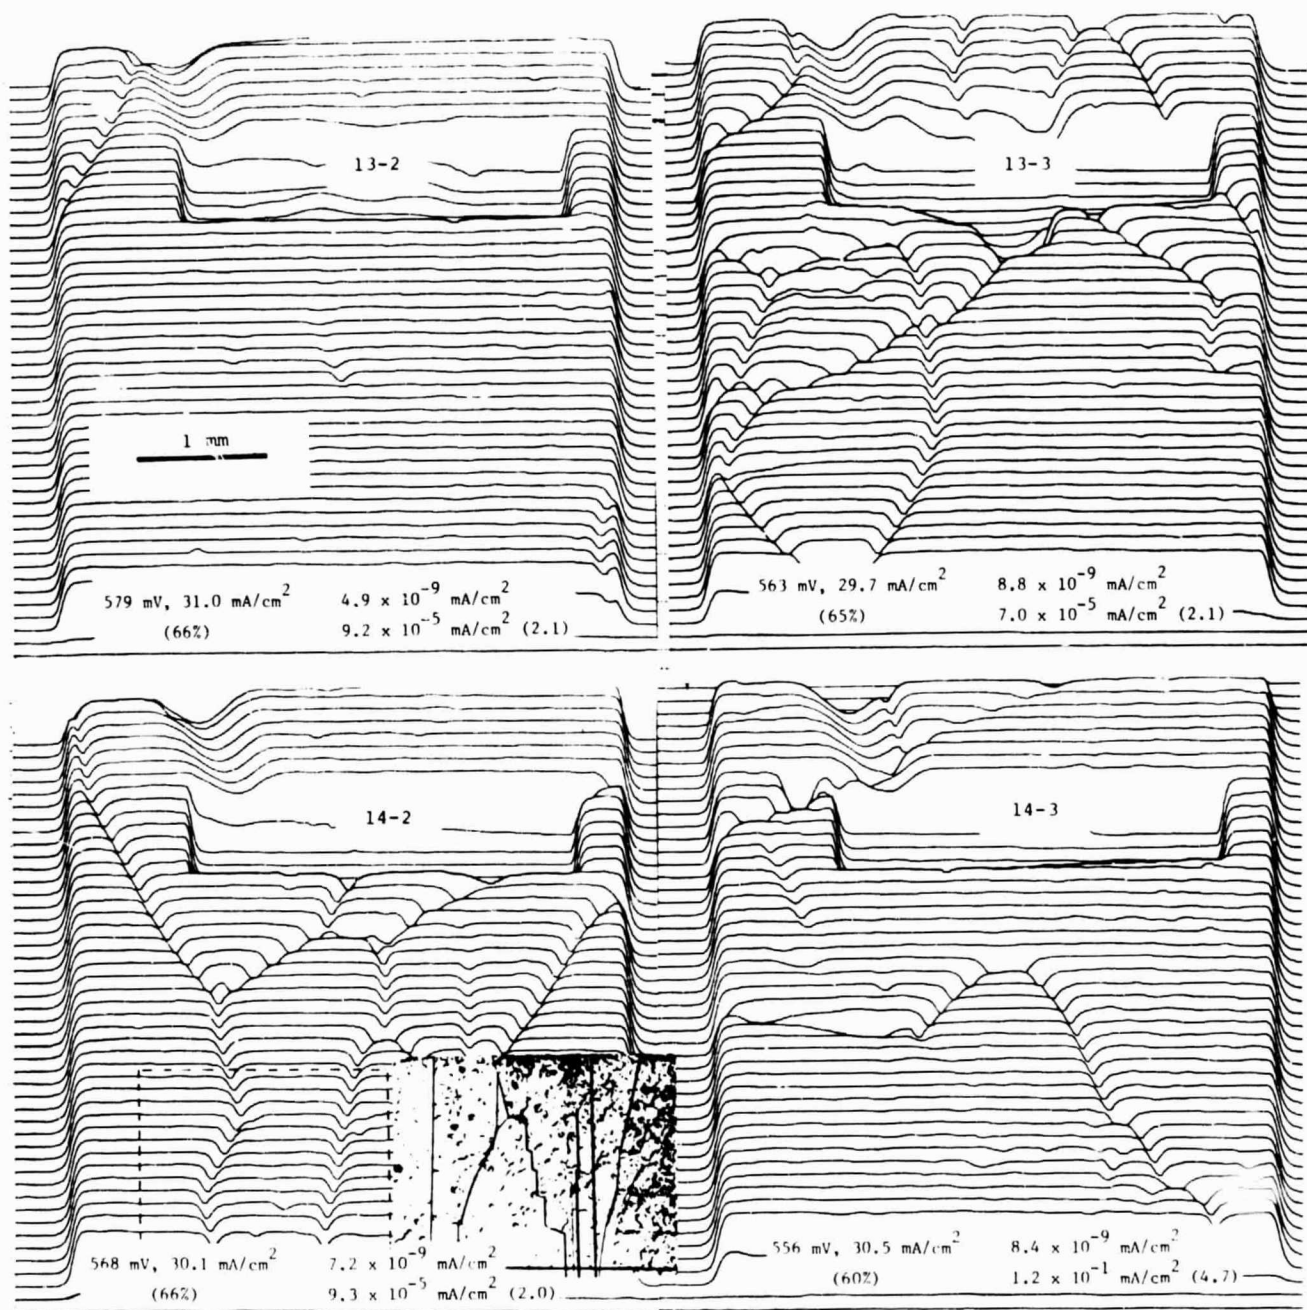 13-2
1 mm
579 mV, 31.0 mA/cm²
4.9 x 10⁻⁹ mA/cm²
(66%)
9.2 x 10⁻⁵ mA/cm² (2.1)
13-3
563 mV, 29.7 mA/cm²
8.8 x 10⁻⁹ mA/cm²
(65%)
7.0 x 10⁻⁵ mA/cm² (2.1)
14-2
568 mV, 30.1 mA/cm²
7.2 x 10⁻⁹ mA/cm²
(66%)
9.3 x 10⁻⁵ mA/cm² (2.0)
14-3
556 mV, 30.5 mA/cm²
8.4 x 10⁻⁹ mA/cm²
(60%)
1.2 x 10⁻¹ mA/cm² (4.7)